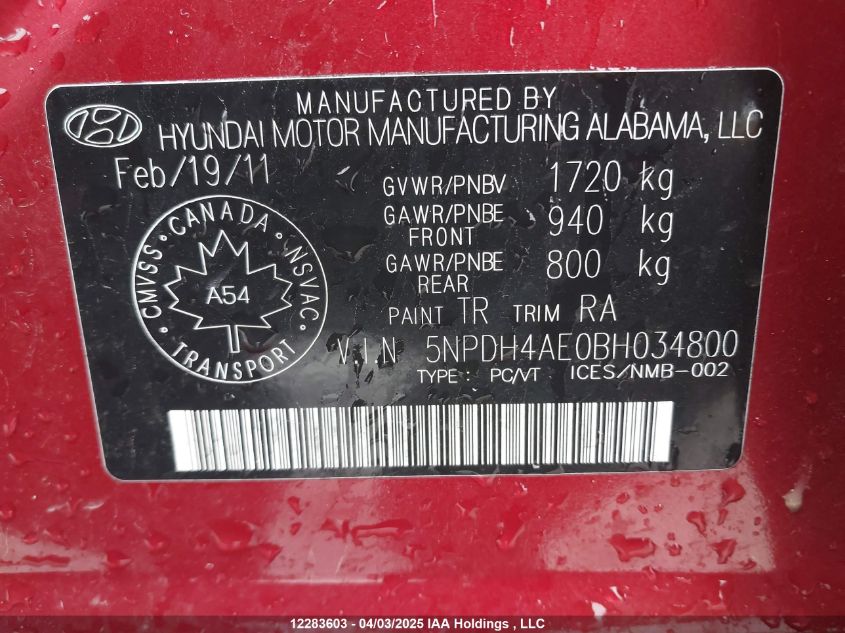 MANUFACTURED BY
HYUNDAI MOTOR MANUFACTURING ALABAMA, LLC
Feb/19/11
GVWR/PNBV 1720 kg
GAWR/PNBE FRONT 940 kg
GAWR/PNBE REAR 800 kg
PAINT TR TRIM RA
V.I.N 5NPDH4AE0BH034800
TYPE : PC/VT ICES/NMB-002
CMVSS · CANADA · NSVAC ·
A54
TRANSPORT
12283603 - 04/03/2025 IAA Holdings , LLC